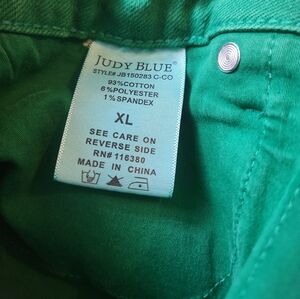 JUDY BLUE®
STYLE# JB150283 C-CO
93%COTTON
6%POLYESTER
1%SPANDEX
XL
SEE CARE ON
REVERSE SIDE
RN# 116380
MADE IN CHINA